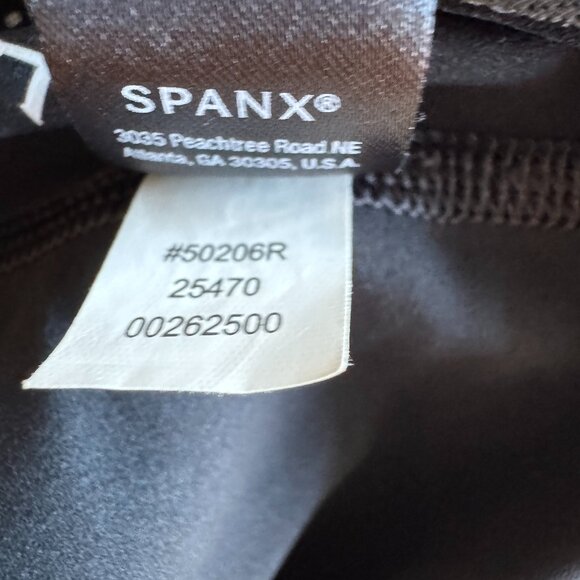 SPANX®
3035 Peachtree Road NE
Atlanta, GA 30305, U.S.A.
#50206R
25470
00262500